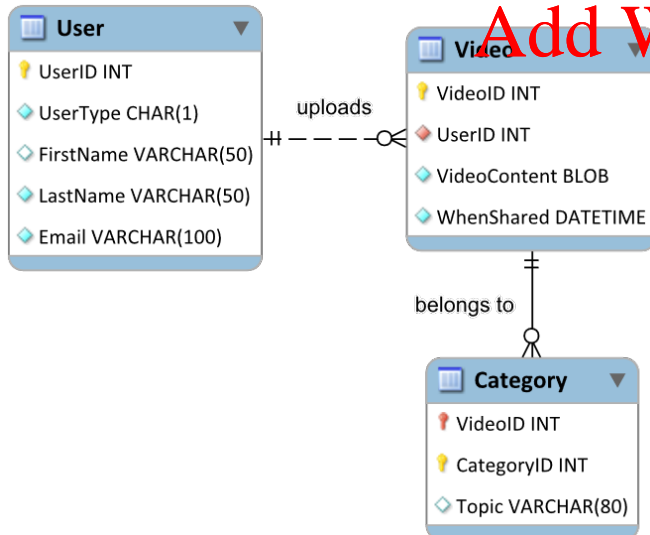 User
UserID INT
UserType CHAR(1)
FirstName VARCHAR(50)
LastName VARCHAR(50)
Email VARCHAR(100)
uploads
Add W
Video
VideoID INT
UserID INT
VideoContent BLOB
WhenShared DATETIME
belongs to
Category
VideoID INT
CategoryID INT
Topic VARCHAR(80)